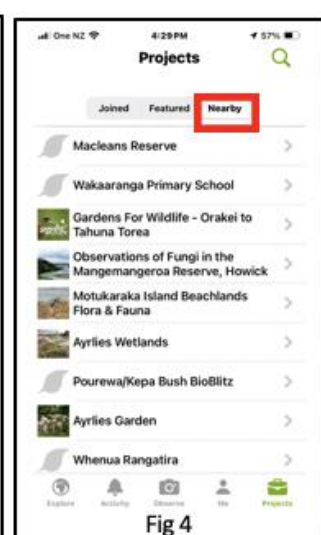 One NZ 4:29 PM 57%
Projects
Joined Featured Nearby
Macleans Reserve
Wakaaranga Primary School
Gardens For Wildlife - Orakei to
Tahuna Torea
Observations of Fungi in the
Mangemangeroa Reserve, Howick
Motukaraka Island Beachlands
Flora & Fauna
Ayrlies Wetlands
Pourewa/Kepa Bush BioBlitz
Ayrlies Garden
Whenua Rangatira
Explore Activity Observe Me Projects
Fig 4